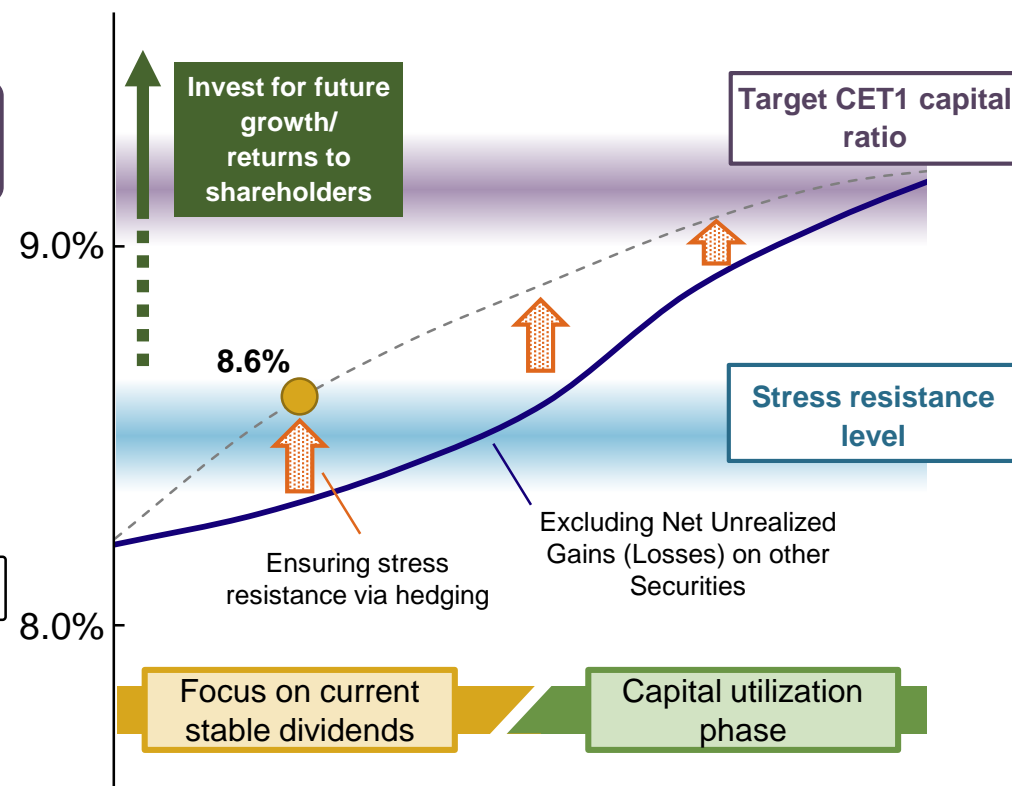 Invest for future
growth/
returns to
shareholders
Target CET1 capital
ratio
9.0%
8.6%
Stress resistance
level
Excluding Net Unrealized
Gains (Losses) on other
Securities
Ensuring stress
resistance via hedging
8.0%
Focus on current
stable dividends
Capital utilization
phase